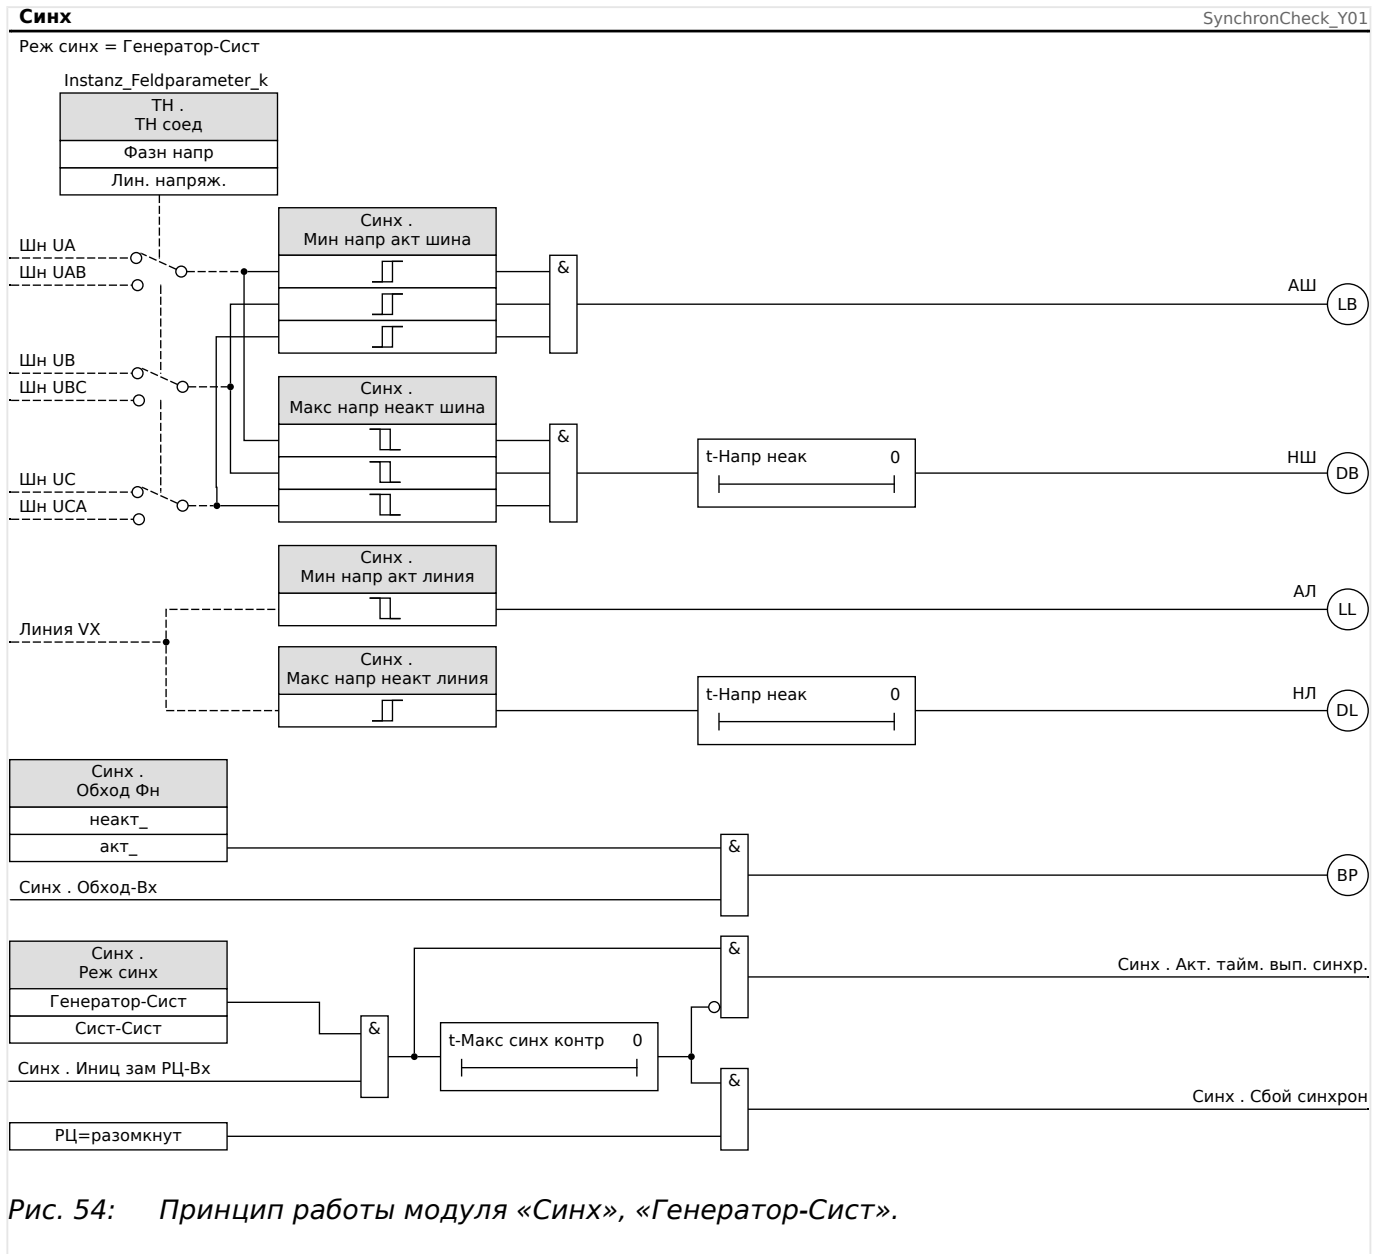 Синх
SynchronCheck_Y01
Реж синх = Генератор-Сист
Instanz_Feldparameter_k
ТН .
ТН соед
Фазн напр
Лин. напряж.
Синх .
Мин напр акт шина
Шн UA
Шн UAB
&
АШ
LB
Шн UB
Шн UBC
Синх .
Макс напр неакт шина
&
t-Напр неак 0
НШ
DB
Шн UC
Шн UCA
Синх .
Мин напр акт линия
АЛ
LL
Линия VX
Синх .
Макс напр неакт линия
t-Напр неак 0
НЛ
DL
Синх .
Обход Фн
неакт_
акт_
&
Синх . Обход-Вх
BP
Синх .
Реж синх
Генератор-Сист
Сист-Сист
&
Синх . Акт. тайм. вып. синхр.
&
t-Макс синх контр 0
Синх . Иниц зам РЦ-Вх
&
Синх . Сбой синхрон
РЦ=разомкнут
Рис. 54: Принцип работы модуля «Синх», «Генератор-Сист».